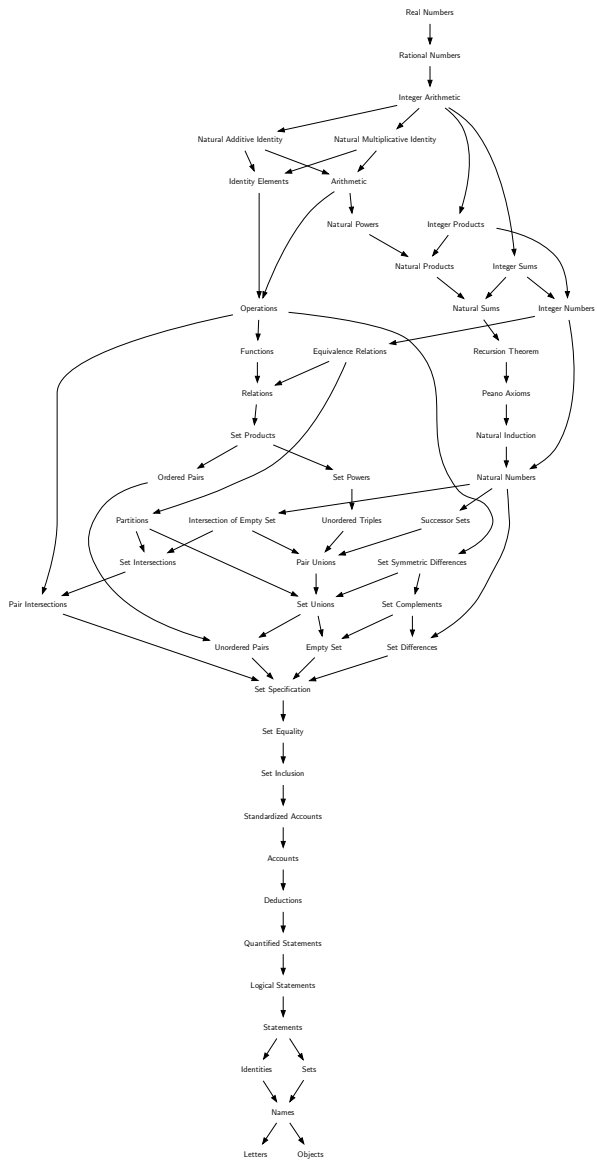 Real Numbers
Rational Numbers
Integer Arithmetic
Natural Additive Identity
Natural Multiplicative Identity
Identity Elements
Arithmetic
Natural Powers
Integer Products
Natural Products
Integer Sums
Operations
Natural Sums
Integer Numbers
Functions
Equivalence Relations
Recursion Theorem
Relations
Peano Axioms
Set Products
Natural Induction
Ordered Pairs
Set Powers
Natural Numbers
Partitions
Intersection of Empty Set
Unordered Triples
Successor Sets
Set Intersections
Pair Unions
Set Symmetric Differences
Pair Intersections
Set Unions
Set Complements
Unordered Pairs
Empty Set
Set Differences
Set Specification
Set Equality
Set Inclusion
Standardized Accounts
Accounts
Deductions
Quantified Statements
Logical Statements
Statements
Identities
Sets
Names
Letters
Objects